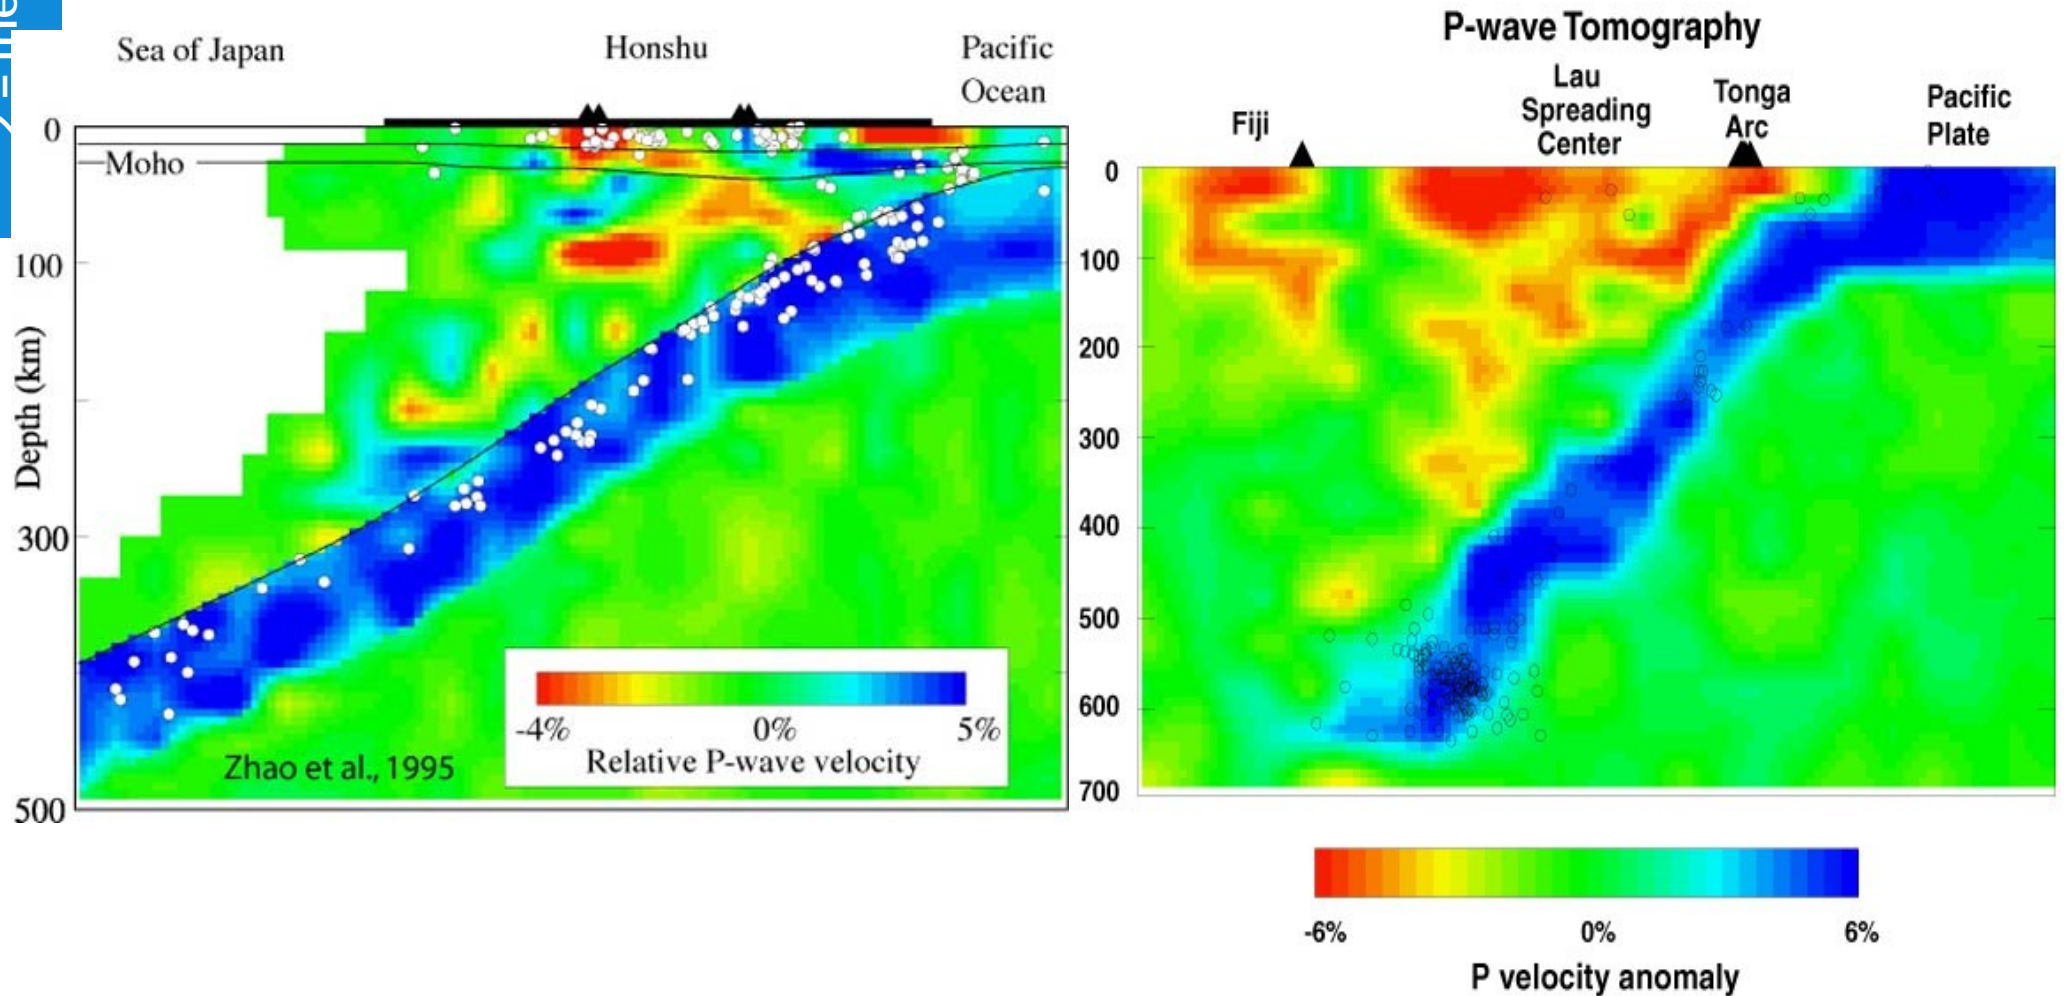 Sea of Japan
Honshu
Pacific
Ocean
0
Moho
100
300
500
Depth (km)
-4%
0%
5%
Relative P-wave velocity
Zhao et al., 1995
P-wave Tomography
Fiji
Lau
Spreading
Center
Tonga
Arc
Pacific
Plate
0
100
200
300
400
500
600
700
-6%
0%
6%
P velocity anomaly